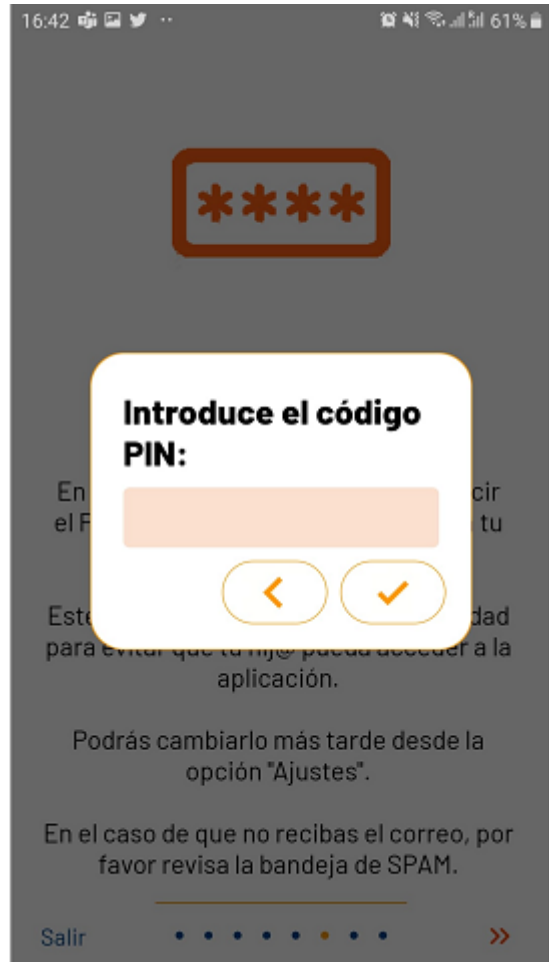 16:42
61%
****
Introduce el código
PIN:
En cir
el tu
Este dad
para evitar que tu hij@ pueda acceder a la
aplicación.
Podrás cambiarlo más tarde desde la
opción "Ajustes".
En el caso de que no recibas el correo, por
favor revisa la bandeja de SPAM.
Salir